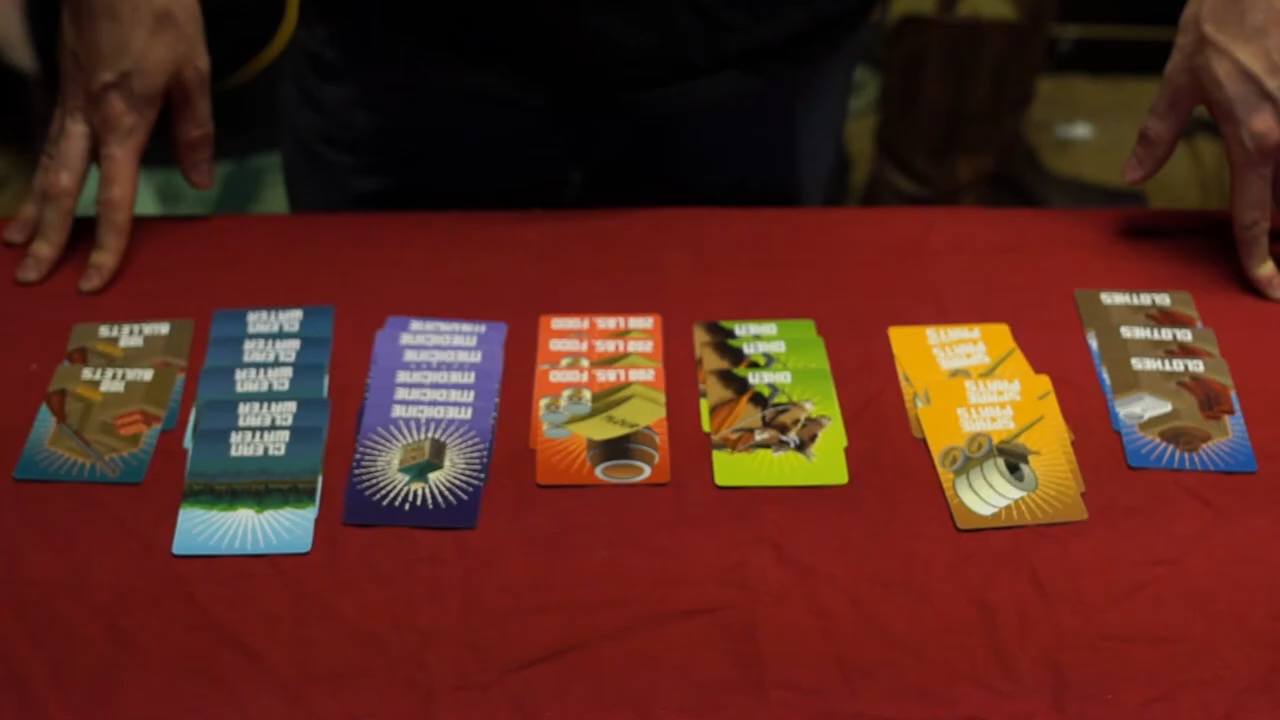 100
BULLETS
100
BULLETS
CLEAN
WATER
CLEAN
WATER
CLEAN
WATER
CLEAN
WATER
CLEAN
WATER
MEDICINE
MEDICINE
MEDICINE
MEDICINE
MEDICINE
200 LBS. FOOD
200 LBS. FOOD
200 LBS. FOOD
OXEN
OXEN
OXEN
SPARE
PARTS
SPARE
PARTS
SPARE
PARTS
CLOTHES
CLOTHES
CLOTHES